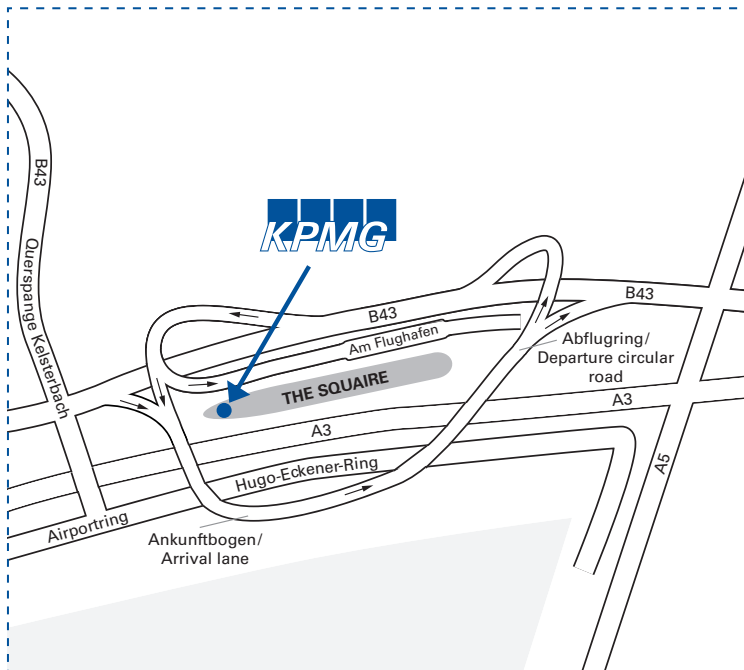 B43
Querspange Kelsterbach
KPMG
B43
B43
Am Flughafen
Abflugring/
Departure circular
road
THE SQUAIRE
A3
A3
A5
Hugo-Eckener-Ring
Airportring
Ankunftbogen/
Arrival lane